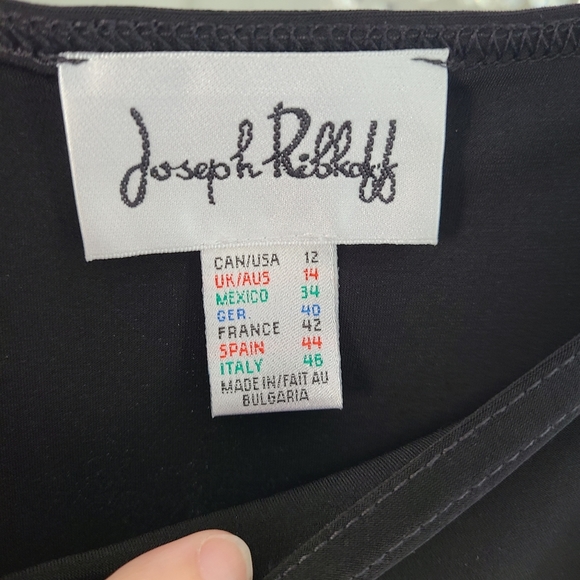 Joseph Ribkoff
CAN/USA 12
UK/AUS 14
MEXICO 34
GER. 40
FRANCE 42
SPAIN 44
ITALY 46
MADE IN/FAIT AU
BULGARIA